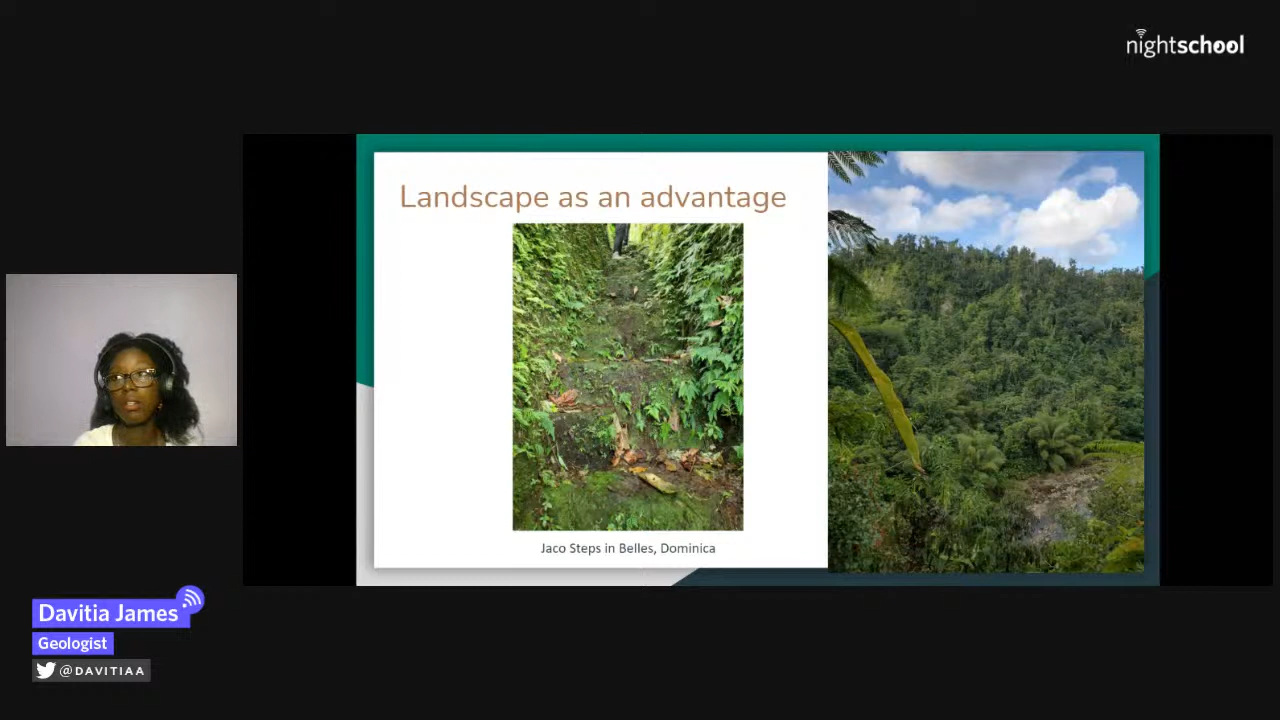 nightschool
Landscape as an advantage
Jaco Steps in Belles, Dominica
Davitia James
Geologist
@DAVITIAA